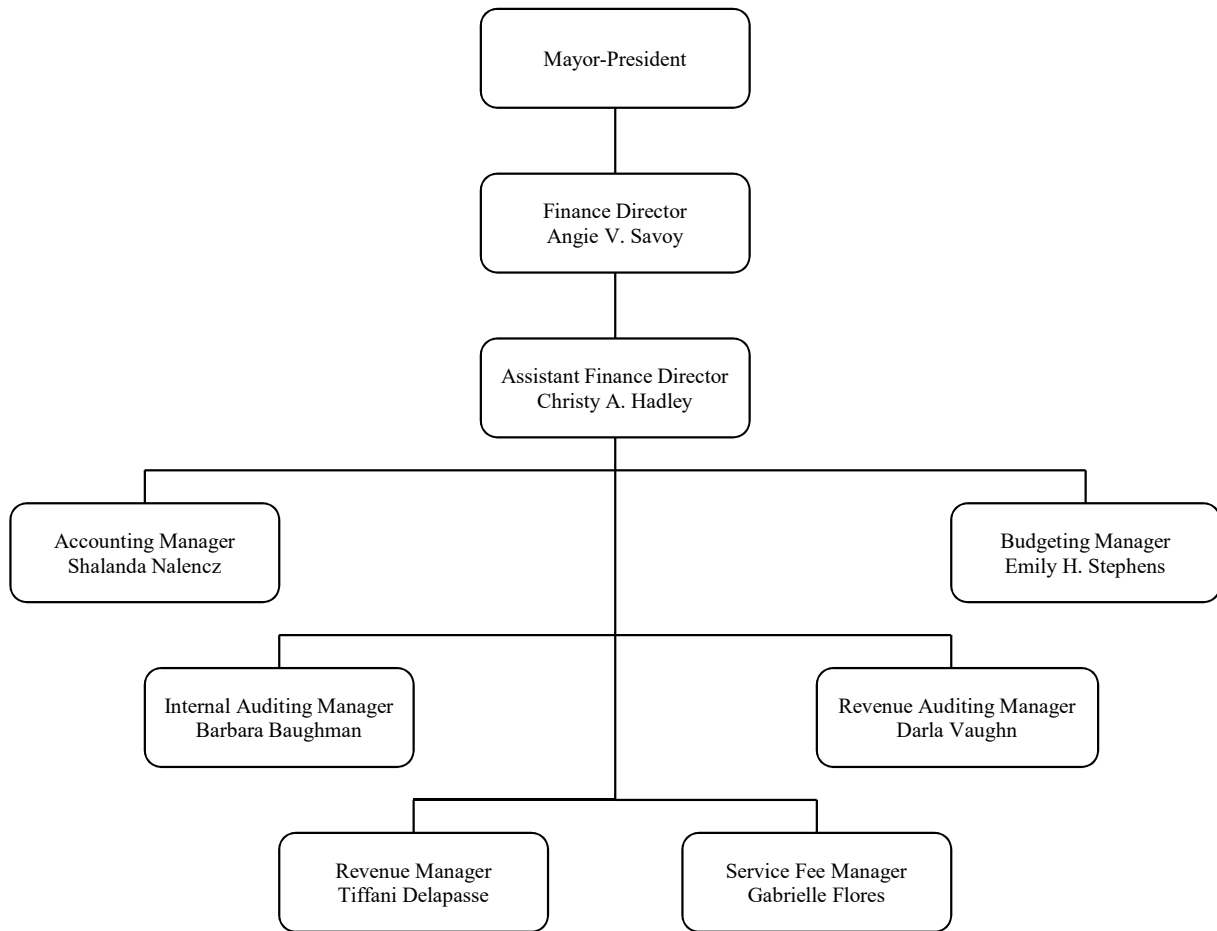 Mayor-President
Finance Director
Angie V. Savoy
Assistant Finance Director
Christy A. Hadley
Accounting Manager
Shalanda Nalencz
Budgeting Manager
Emily H. Stephens
Internal Auditing Manager
Barbara Baughman
Revenue Auditing Manager
Darla Vaughn
Revenue Manager
Tiffani Delapasse
Service Fee Manager
Gabrielle Flores